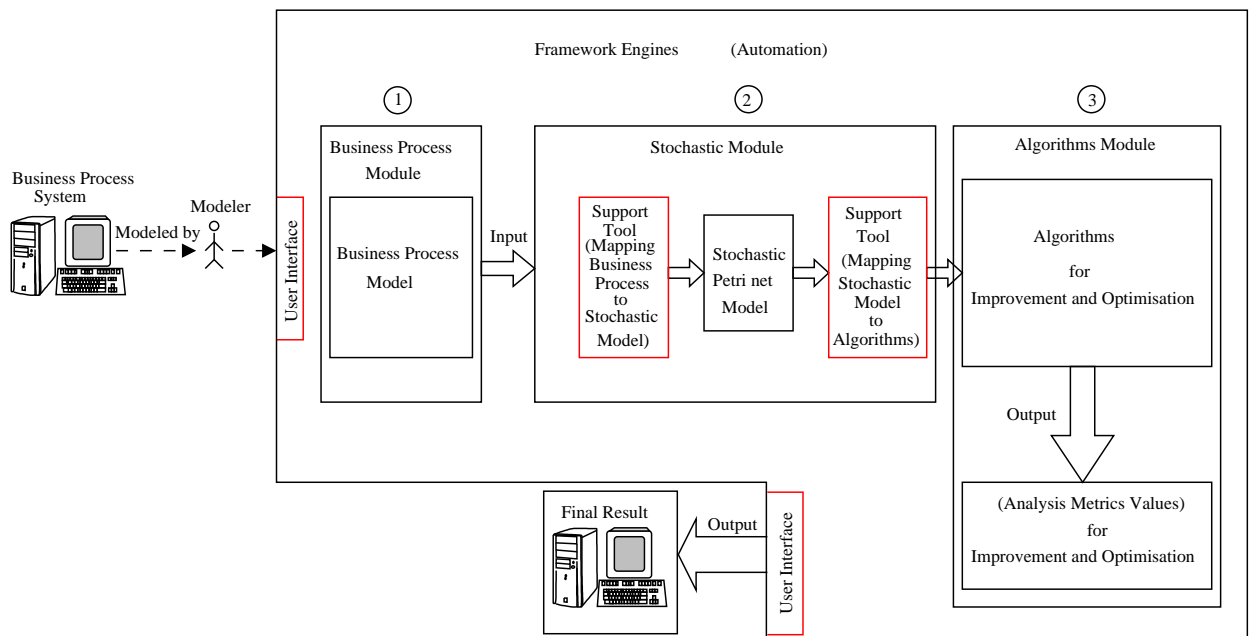 Framework Engines (Automation)
1
2
3
Business Process System
Modeled by
Modeler
User Interface
Business Process
Module
Business Process
Model
Input
Stochastic Module
Support
Tool
(Mapping
Business
Process
to
Stochastic
Model)
Stochastic
Petri net
Model
Support
Tool
(Mapping
Stochastic
Model
to
Algorithms)
Algorithms Module
Algorithms
for
Improvement and Optimisation
Output
(Analysis Metrics Values)
for
Improvement and Optimisation
User Interface
Output
Final Result